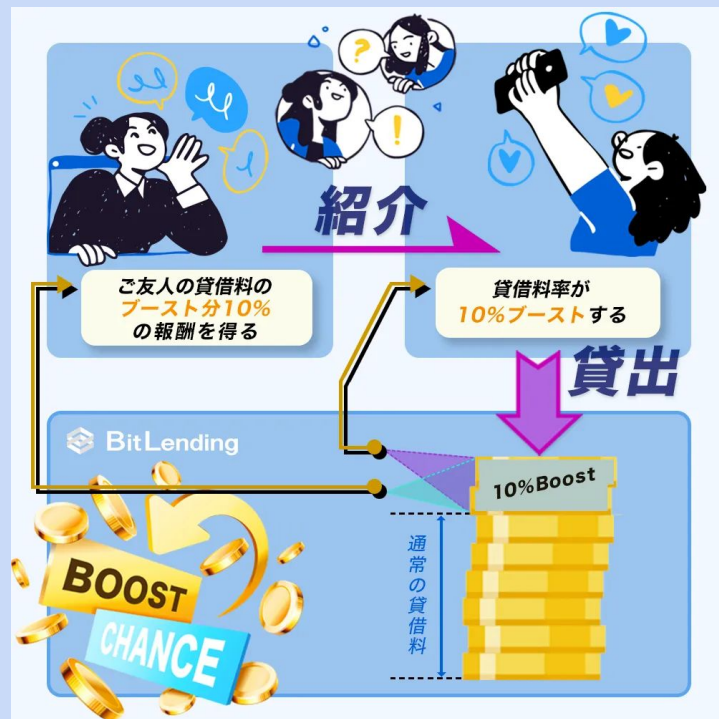 ?
!
紹介
ご友人の貸借料の
ブースト分10%
の報酬を得る
貸借料率が
10%ブーストする
貸出
BitLending
10%Boost
通常の貸借料
BOOST
CHANCE